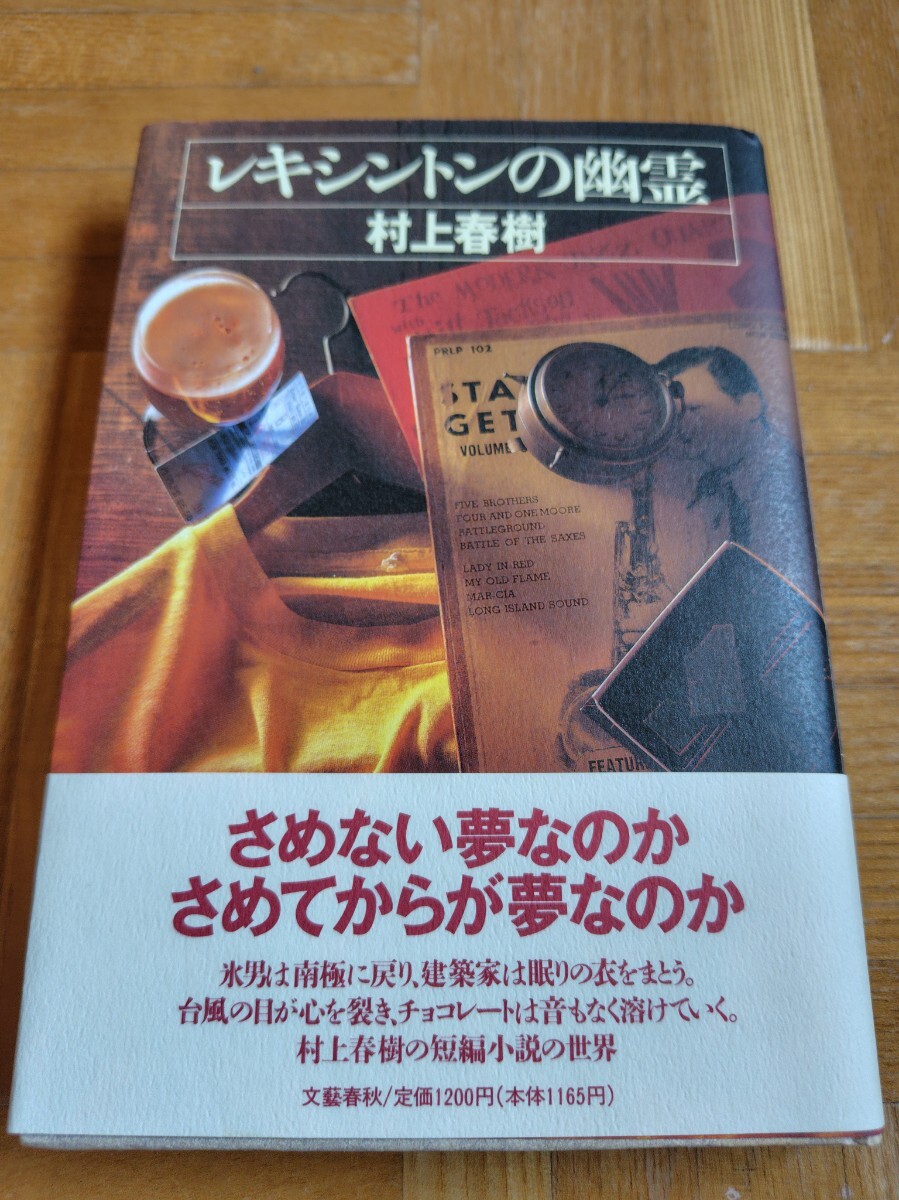 レキシントンの幽霊
村上春樹
The MODERN JAZZ QUAR
PRLP 102
STA
GET
VOLUME
FIVE BROTHERS
FOUR AND ONE MOORE
BATTLEGROUND
BATTLE OF THE SAXES
LADY IN RED
MY OLD FLAME
MAR-CIA
LONG ISLAND SOUND
FEATUR
さめない夢なのか
さめてからが夢なのか
氷男は南極に戻り、建築家は眠りの衣をまとう。
台風の目が心を裂き、チョコレートは音もなく溶けていく。
村上春樹の短編小説の世界
文藝春秋/定価1200円(本体1165円)